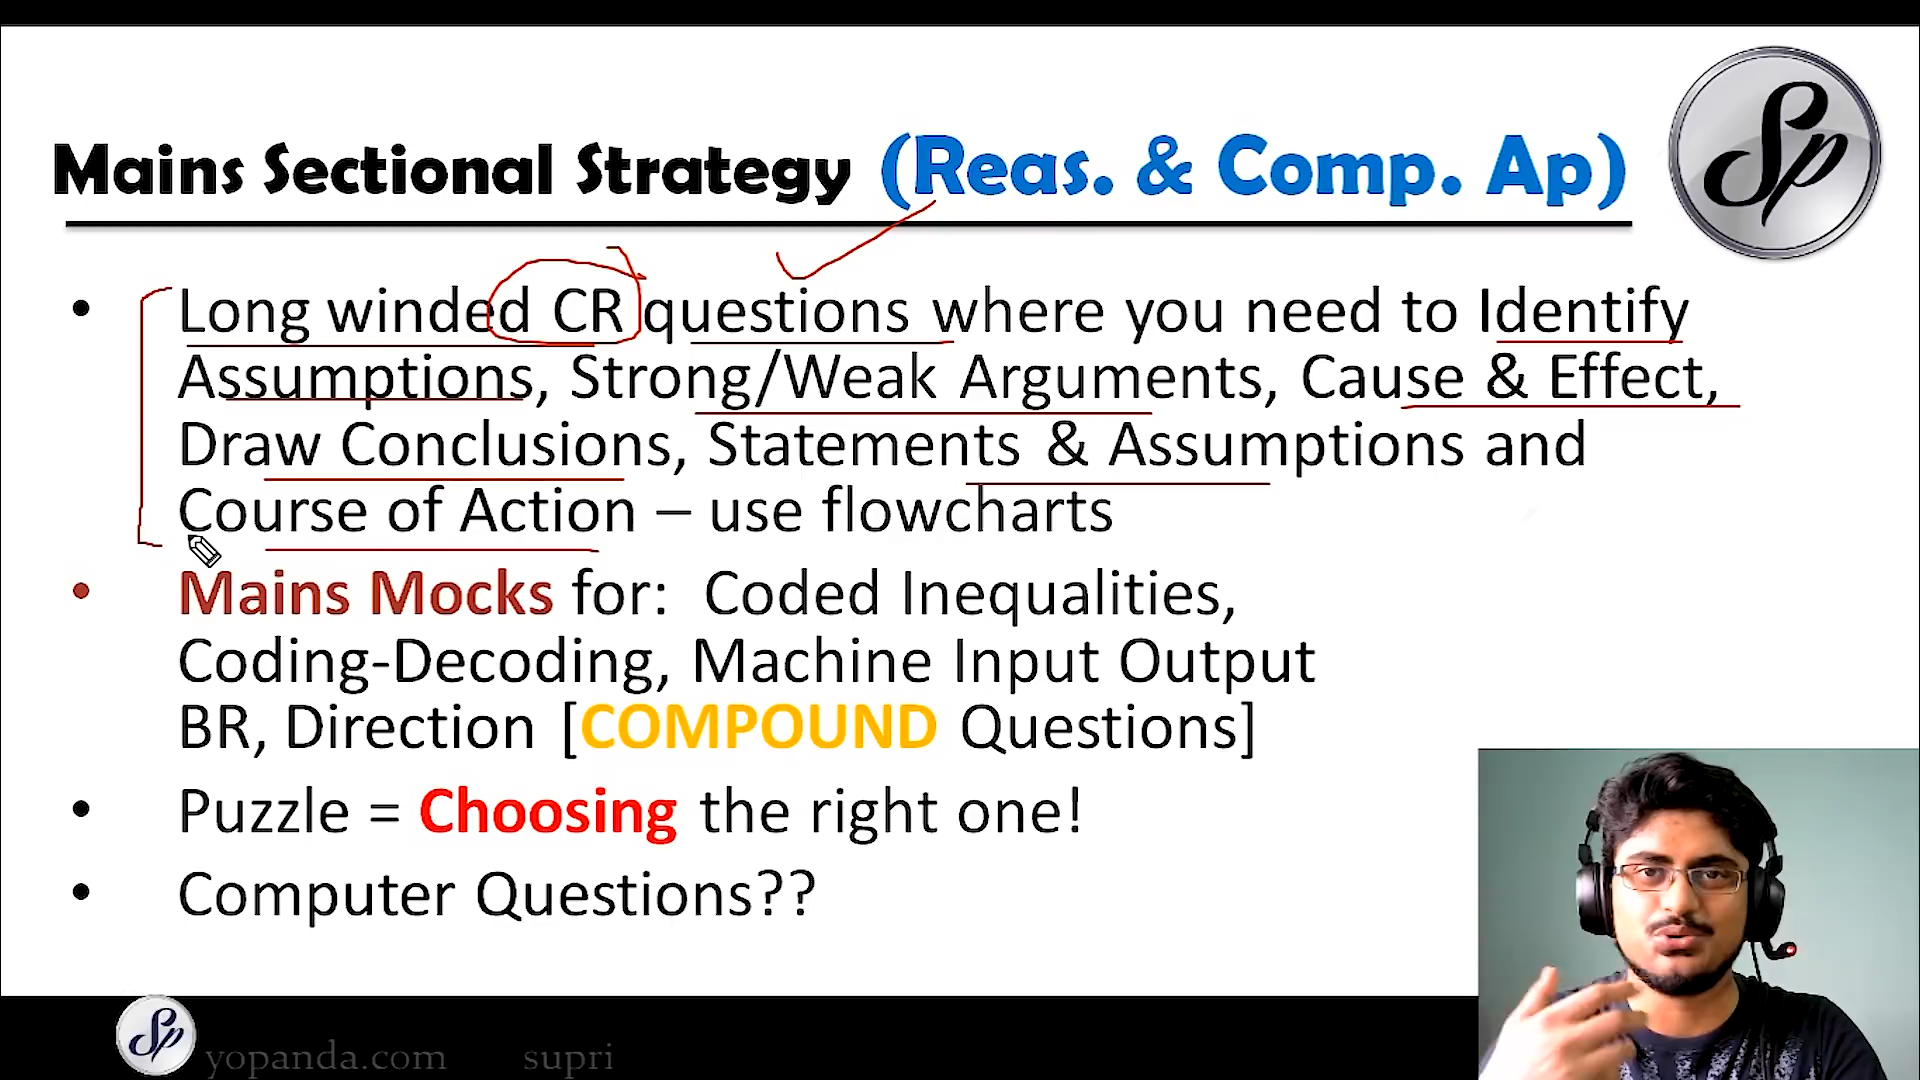 Mains Sectional Strategy (Reas. & Comp. Ap)
Sp
• Long winded CR questions where you need to Identify
Assumptions, Strong/Weak Arguments, Cause & Effect,
Draw Conclusions, Statements & Assumptions and
Course of Action – use flowcharts
• Mains Mocks for: Coded Inequalities,
Coding-Decoding, Machine Input Output
BR, Direction [COMPOUND Questions]
• Puzzle = Choosing the right one!
• Computer Questions??
Sp yopanda.com supri